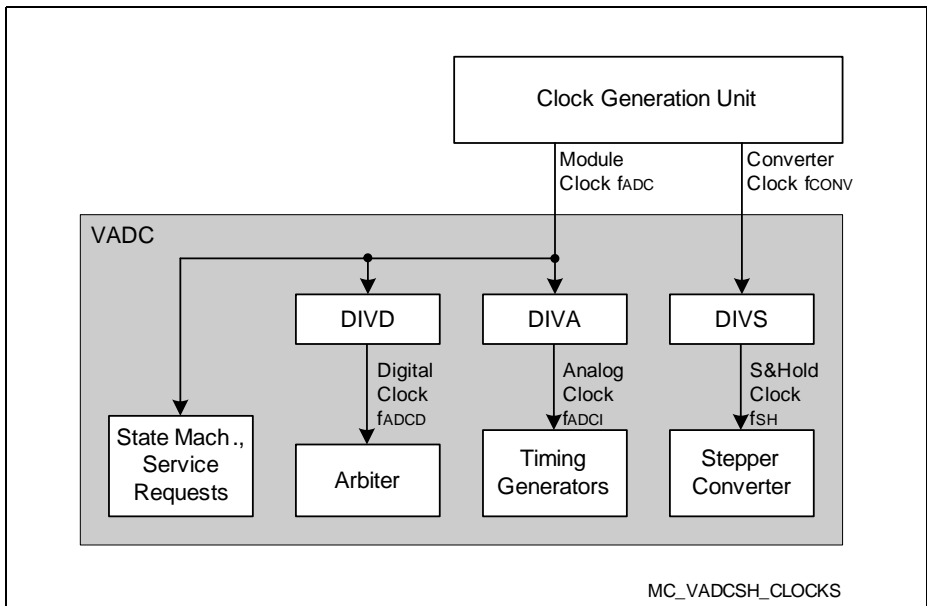 Clock Generation Unit
Module
Clock fADC
Converter
Clock fCONV
VADC
DIVD
DIVA
DIVS
Digital
Clock
fADCD
Analog
Clock
fADCI
S&Hold
Clock
fSH
State Mach.,
Service
Requests
Arbiter
Timing
Generators
Stepper
Converter
MC_VADCSH_CLOCKS